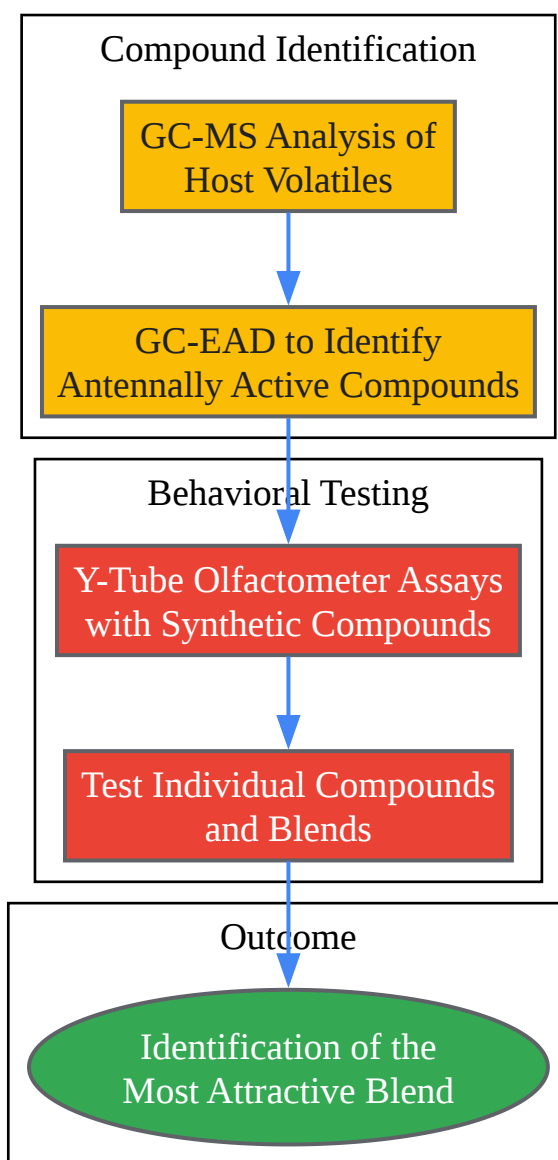 Compound Identification
GC-MS Analysis of
Host Volatiles
GC-EAD to Identify
Antennally Active Compounds
Behavioral Testing
Y-Tube Olfactometer Assays
with Synthetic Compounds
Test Individual Compounds
and Blends
Outcome
Identification of the
Most Attractive Blend